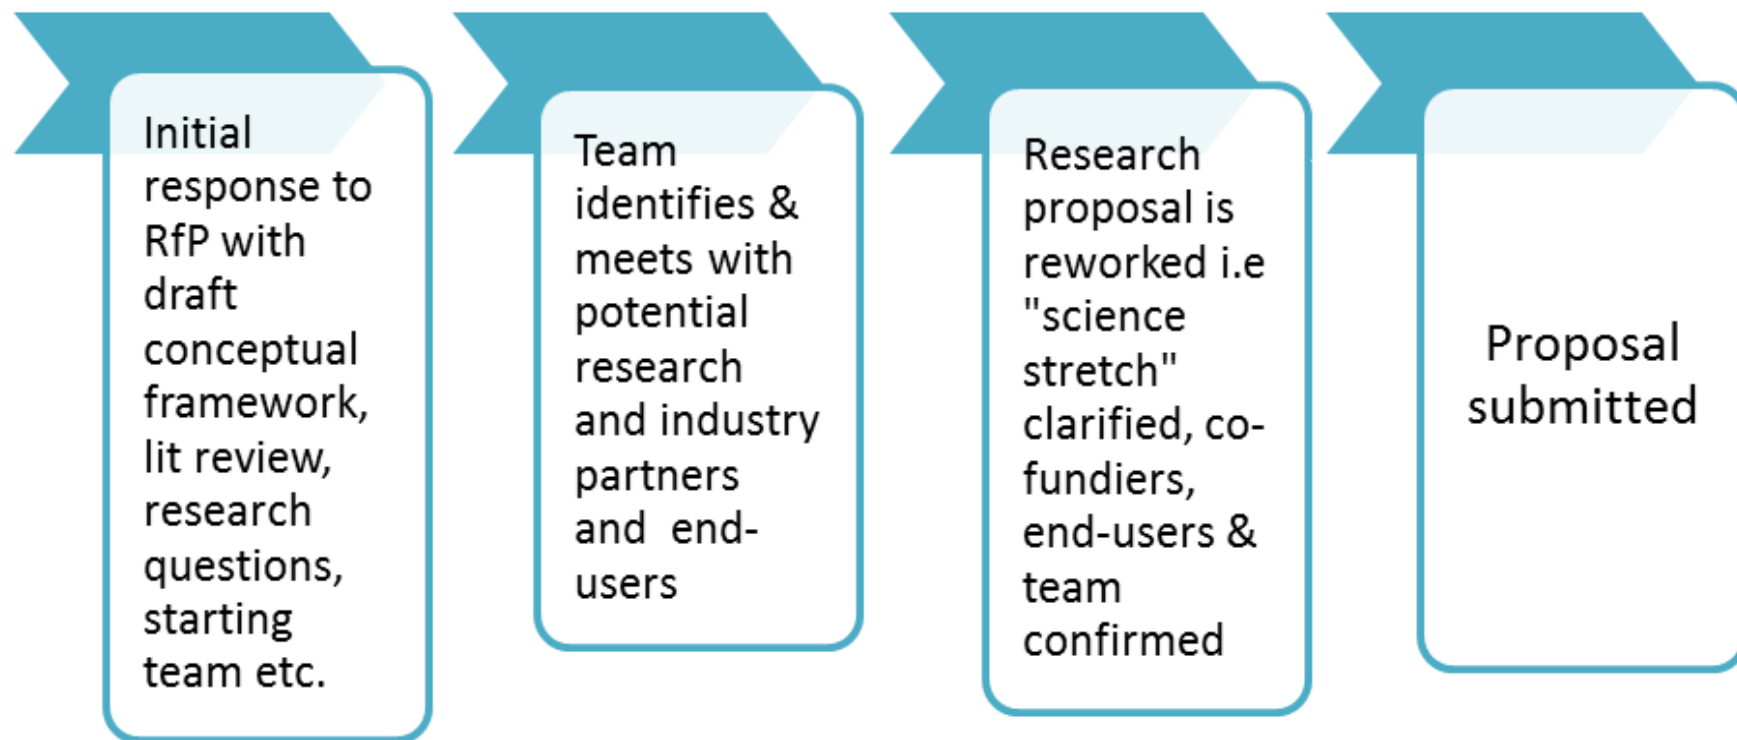 Initial
response to
RfP with
draft
conceptual
framework,
lit review,
research
questions,
starting
team etc.
Team
identifies &
meets with
potential
research
and industry
partners
and  end-
users
Research
proposal is
reworked i.e
"science
stretch"
clarified, co-
fundiers,
end-users &
team
confirmed
Proposal
submitted